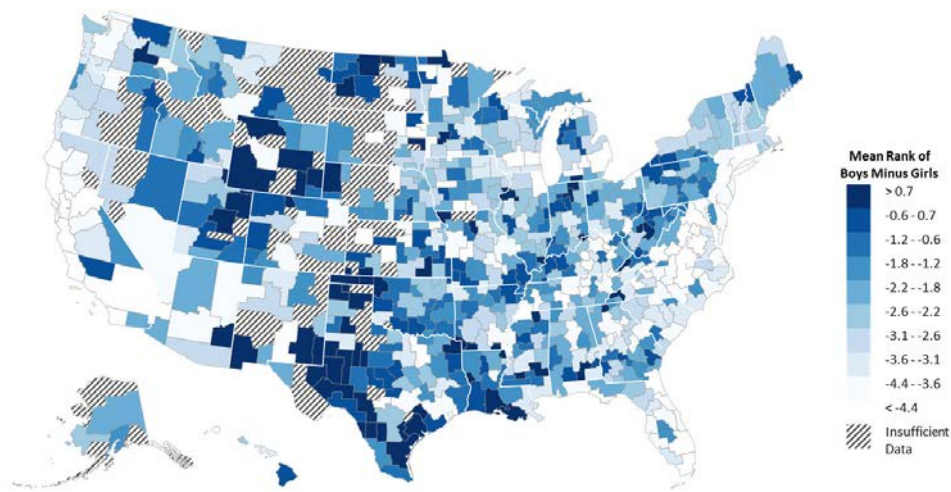 Mean Rank of
Boys Minus Girls
> 0.7
-0.6 - 0.7
-1.2 - -0.6
-1.8 - -1.2
-2.2 - -1.8
-2.6 - -2.2
-3.1 - -2.6
-3.6 - -3.1
-4.4 - -3.6
< -4.4
Insufficient
Data